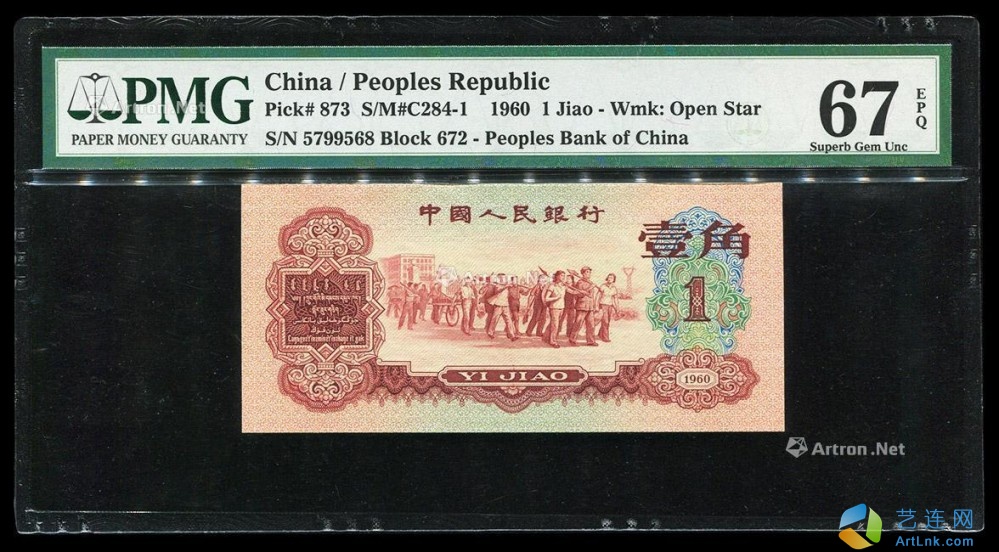 PMG
PAPER MONEY GUARANTY
China / Peoples Republic
Pick# 873 S/M#C284-1 1960 1 Jiao - Wmk: Open Star
S/N 5799568 Block 672 - Peoples Bank of China
67
EPQ
Superb Gem Unc
中國人民銀行
壹角
1
YI JIAO
1960
Artron.Net
Artron.Net
艺连网
ArtLnk.com